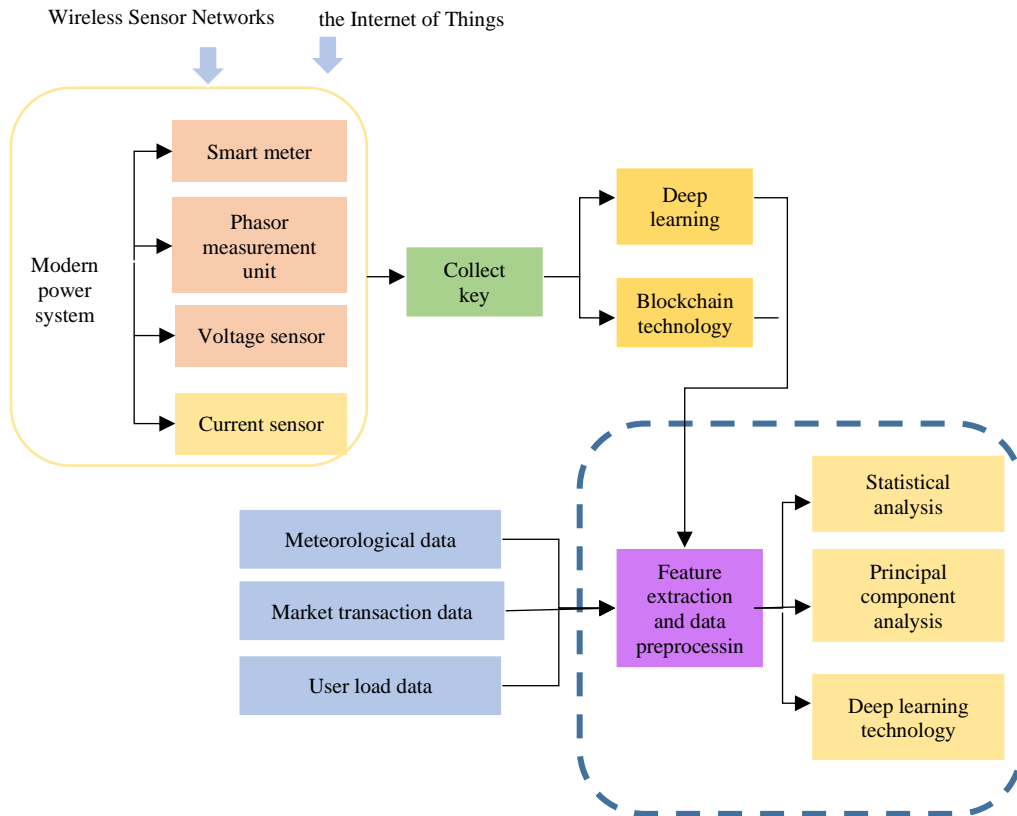 Wireless Sensor Networks
the Internet of Things
Smart meter
Phasor
measurement
unit
Modern
power
system
Voltage sensor
Current sensor
Collect
key
Deep
learning
Blockchain
technology
Meteorological data
Market transaction data
User load data
Feature
extraction
and data
preprocessin
Statistical
analysis
Principal
component
analysis
Deep learning
technology